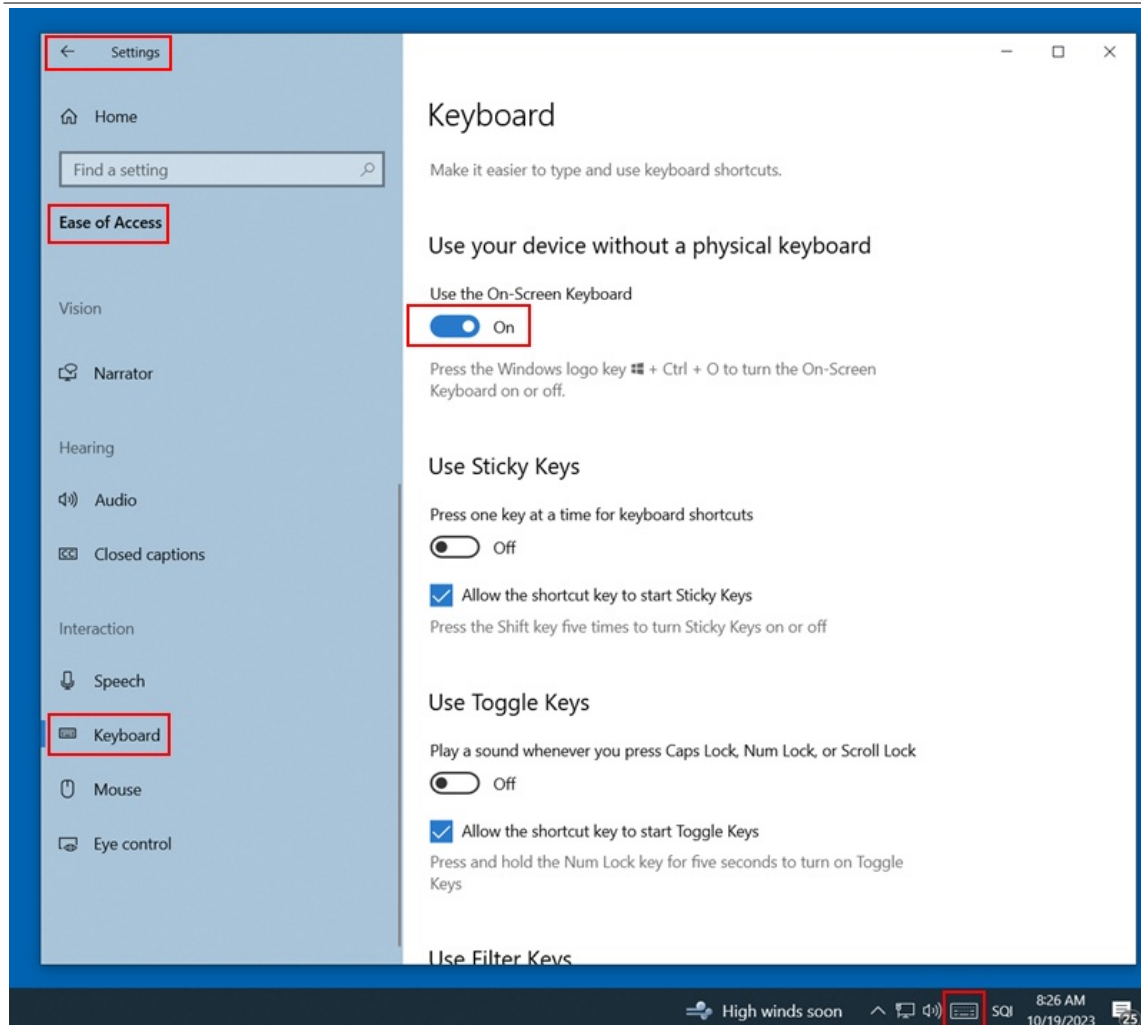 Settings
Home
Find a setting
Ease of Access
Vision
Narrator
Hearing
Audio
Closed captions
Interaction
Speech
Keyboard
Mouse
Eye control
Keyboard
Make it easier to type and use keyboard shortcuts.
Use your device without a physical keyboard
Use the On-Screen Keyboard
On
Press the Windows logo key + Ctrl + O to turn the On-Screen
Keyboard on or off.
Use Sticky Keys
Press one key at a time for keyboard shortcuts
Off
Allow the shortcut key to start Sticky Keys
Press the Shift key five times to turn Sticky Keys on or off
Use Toggle Keys
Play a sound whenever you press Caps Lock, Num Lock, or Scroll Lock
Off
Allow the shortcut key to start Toggle Keys
Press and hold the Num Lock key for five seconds to turn on Toggle
Keys
Use Filter Keys
High winds soon
SQI
8:26 AM
10/19/2023
25